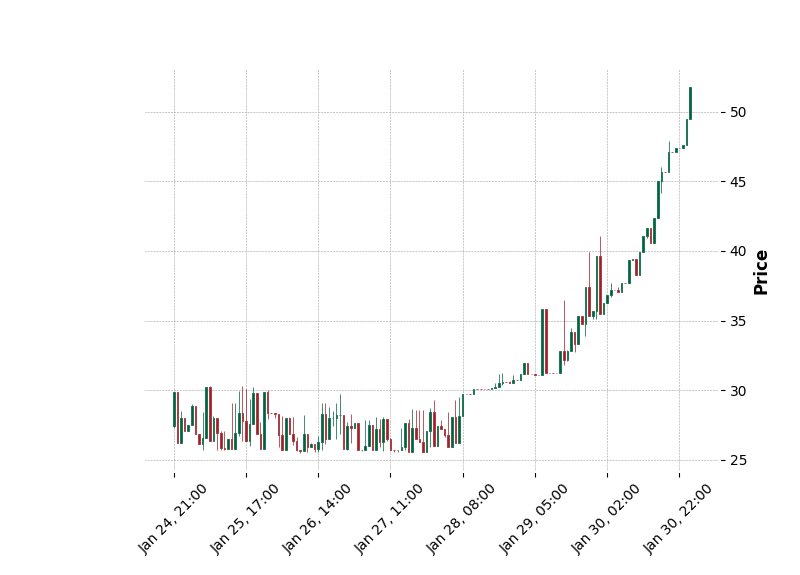 50
45
40
35
30
25
Price
Jan 24, 21:00
Jan 25, 17:00
Jan 26, 14:00
Jan 27, 11:00
Jan 28, 08:00
Jan 29, 05:00
Jan 30, 02:00
Jan 30, 22:00